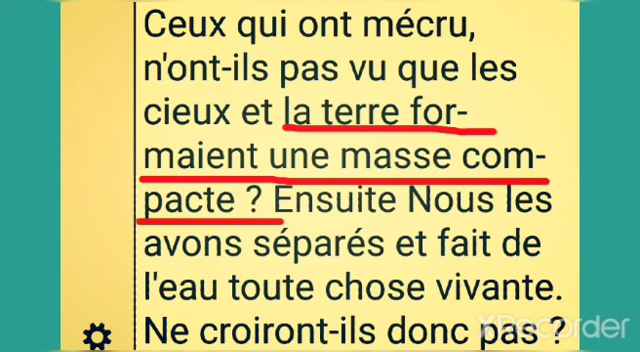 Ceux qui ont mécru,
n'ont-ils pas vu que les
cieux et la terre for-
maient une masse com-
pacte ? Ensuite Nous les
avons séparés et fait de
l'eau toute chose vivante.
Ne croiront-ils donc pas ?
XRecorder